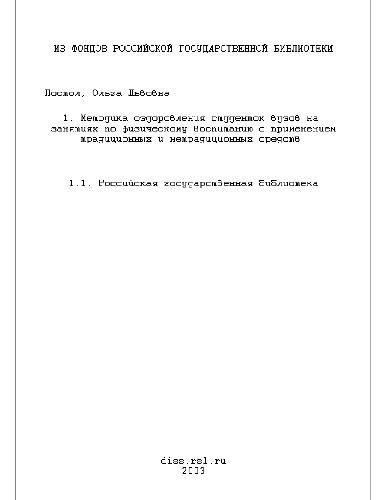 ИЗ ФОНДОВ РОССИЙСКОЙ ГОСУДАРСТВЕННОЙ БИБЛИОТЕКИ
Постол, Ольга Львовна
1. Методика оздоровления студенток вузов на
занятиях по физическому воспитанию с применением
традиционных и нетрадиционных средств
1.1. Российская государственная библиотека
diss.rsl.ru
2003